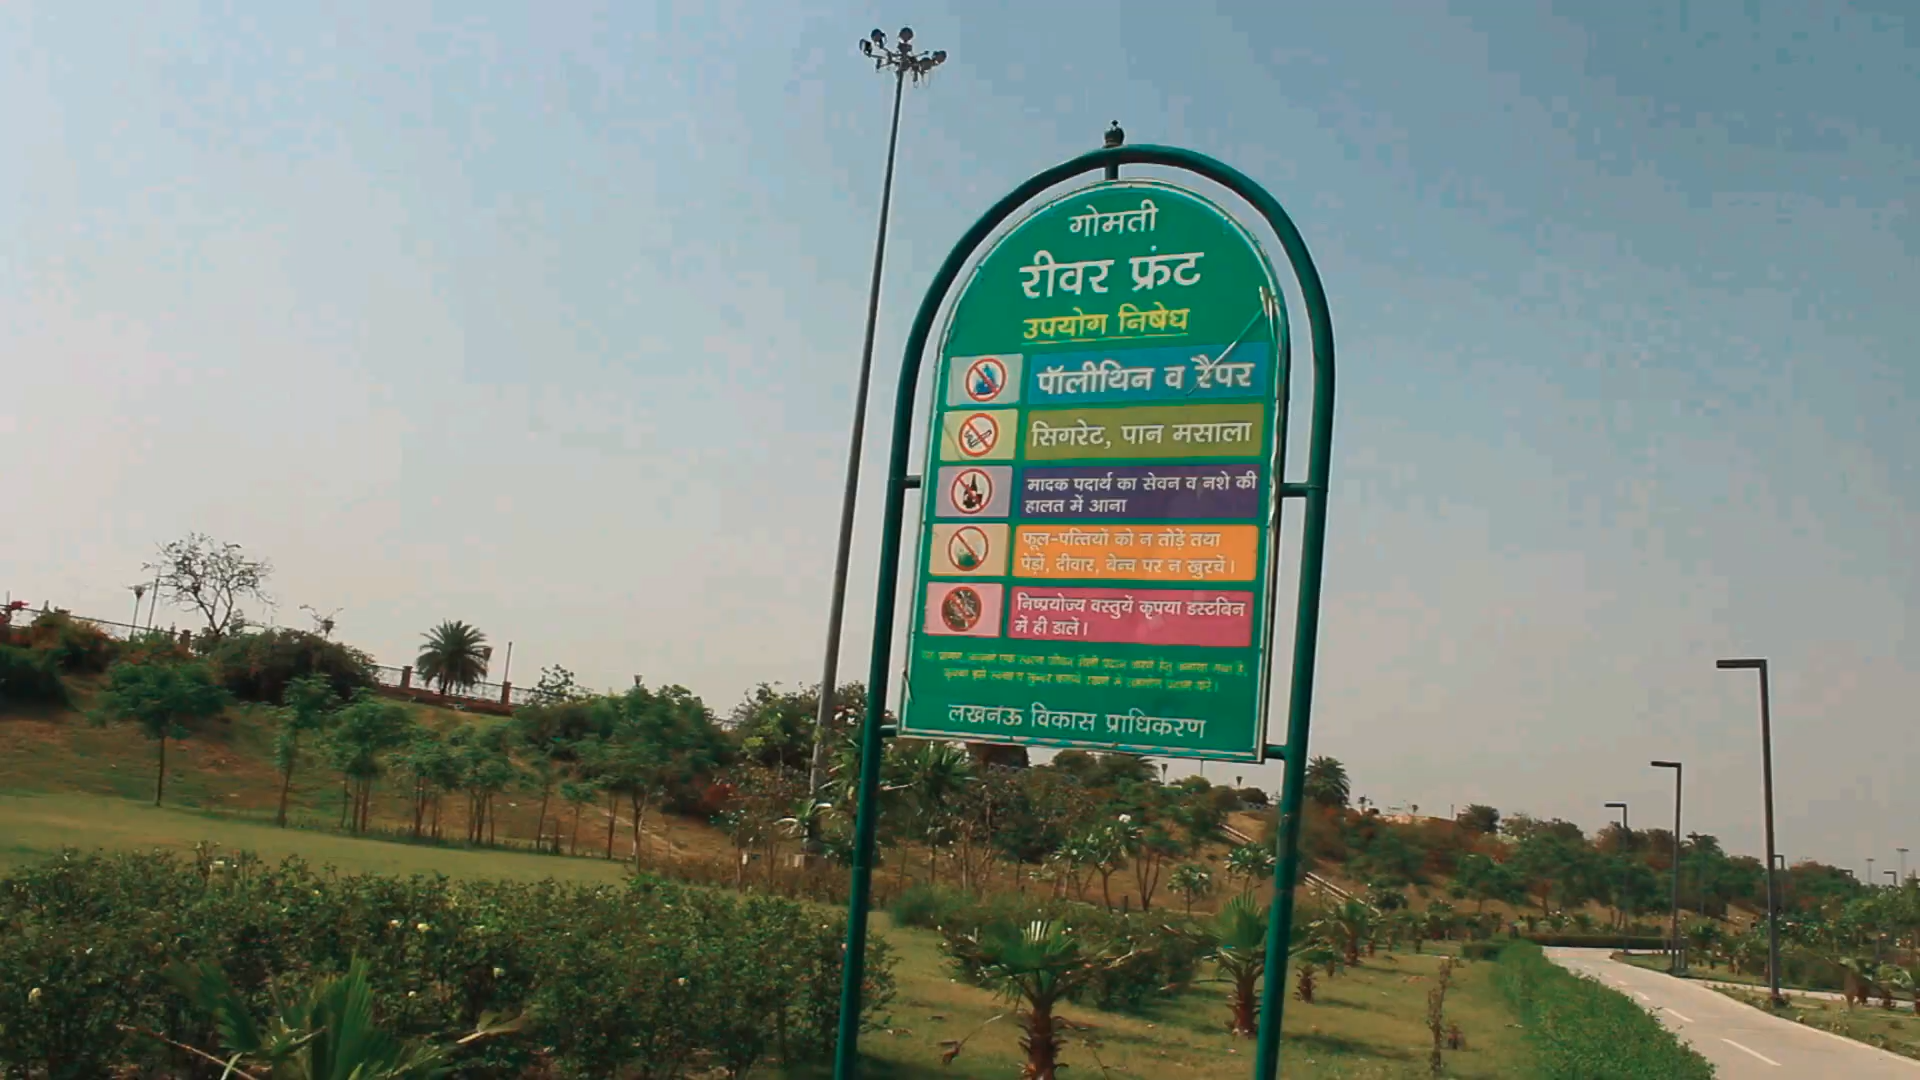 गोमती
रीवर फ्रंट
उपयोग निषेध
पॉलीथिन व रैपर
सिगरेट, पान मसाला
मादक पदार्थ का सेवन व नशे की
हालत में आना
फूल-पत्तियों को न तोड़ें तथा
पेड़ों, दीवार, बेन्च पर न खुरचें।
निष्प्रयोज्य वस्तुयें कृपया डस्टबिन
में ही डालें।
लखनऊ विकास प्राधिकरण